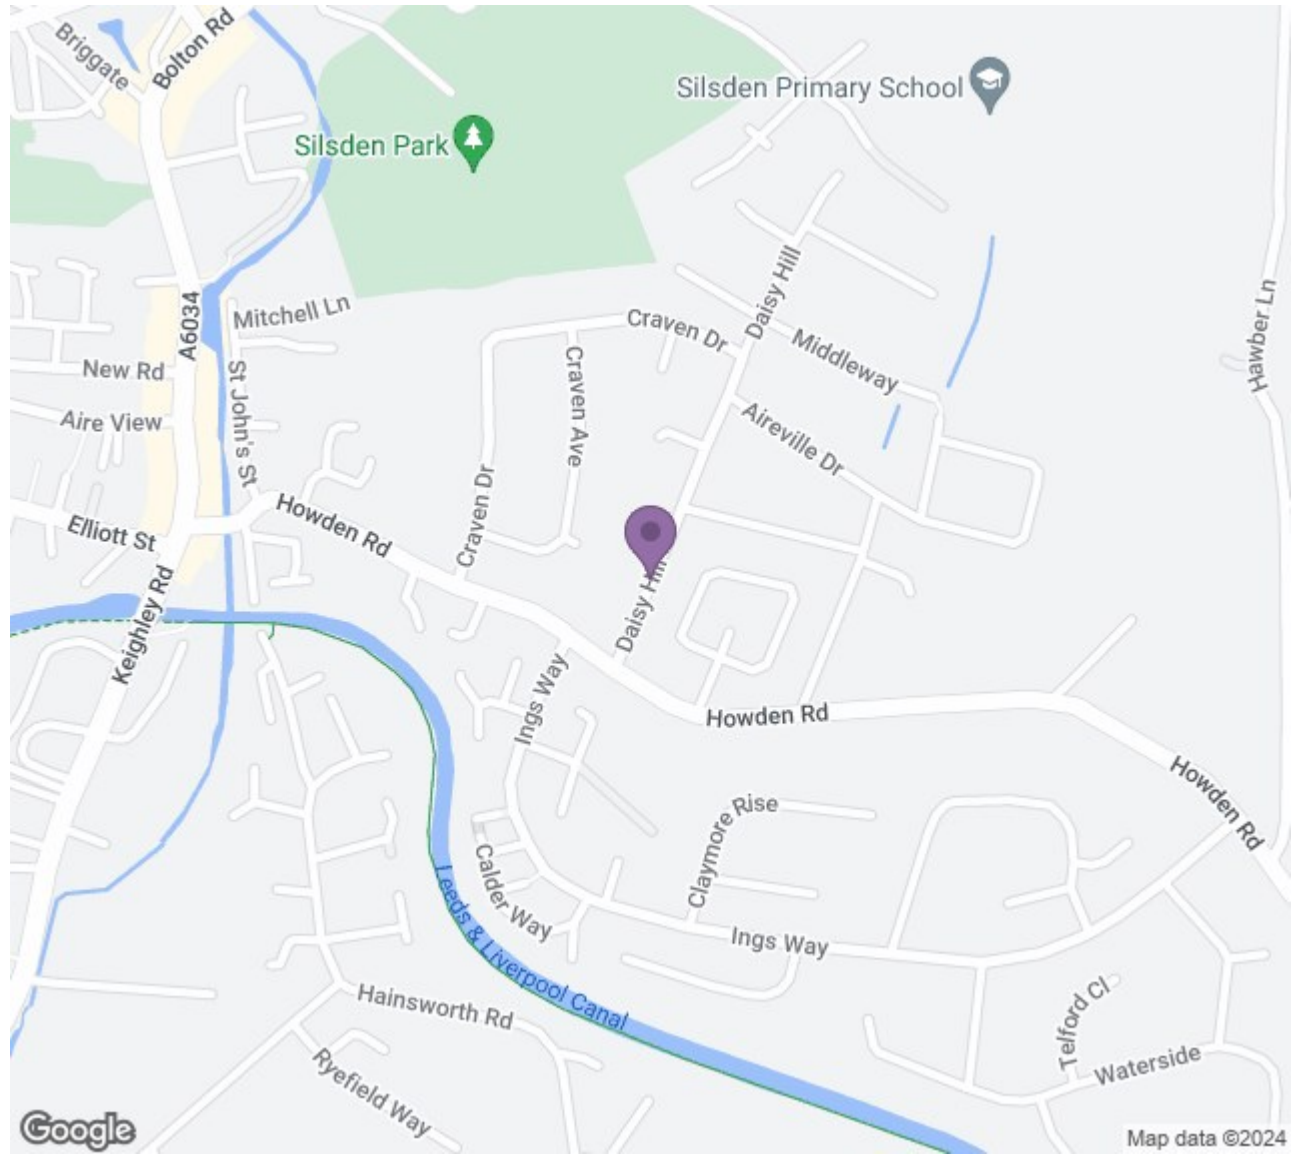 Briggate
Bolton Rd
Silsden Primary School
Silsden Park
A6034
Mitchell Ln
Daisy Hill
Craven Dr
Middleway
Hawber Ln
New Rd
St John's St
Craven Ave
Aire View
Aireville Dr
Howden Rd
Craven Dr
Elliott St
Keighley Rd
Daisy Hill
Ings Way
Howden Rd
Howden Rd
Claymore Rise
Calder Way
Leeds & Liverpool Canal
Ings Way
Hainsworth Rd
Telford Cl
Ryefield Way
Waterside
Google
Map data ©2024